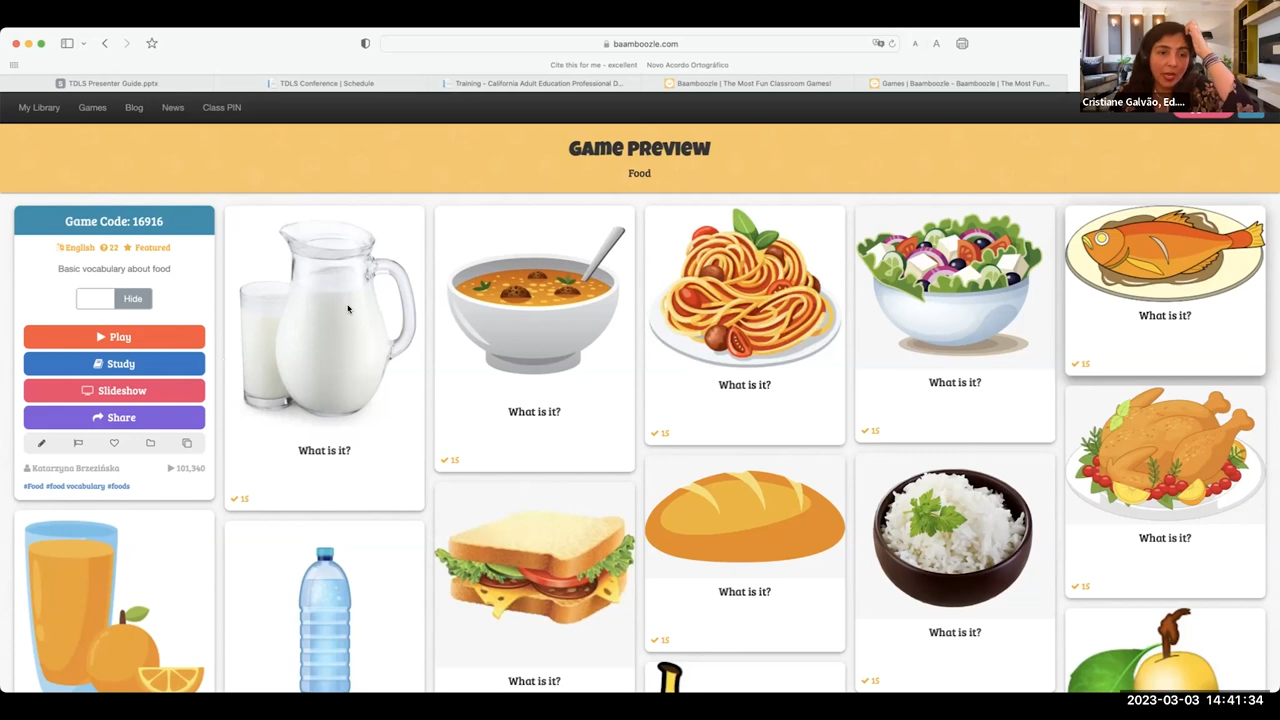 baamboozle.com
A A
Cite this for me - excellent Novo Acordo Ortográfico
S TDLS Presenter Guide.pptx TDLS Conference | Schedule Training - California Adult Education Professional D... Baamboozle | The Most Fun Classroom Games! Games | Baamboozle - Baamboozle | The Most Fun...
Cristiane Galvão, Ed....
My Library Games Blog News Class PIN
Game Preview
Food
Game Code: 16916
English 22 Featured
Basic vocabulary about food
Hide
Play
Study
Slideshow
Share
Katarzyna Brzezińska 101,340
#Food #food vocabulary #foods
What is it?
15
What is it?
15
What is it?
What is it?
15
What is it?
15
What is it?
15
What is it?
15
What is it?
15
What is it?
15
2023-03-03 14:41:34